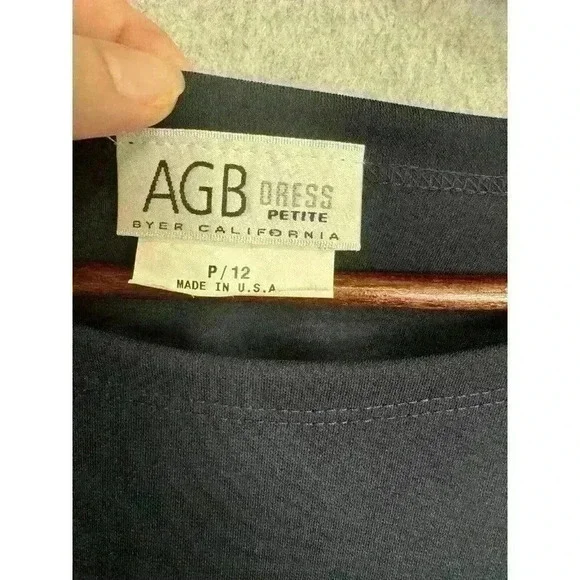 AGB DRESS
PETITE
BYER CALIFORNIA
P/12
MADE IN U.S.A